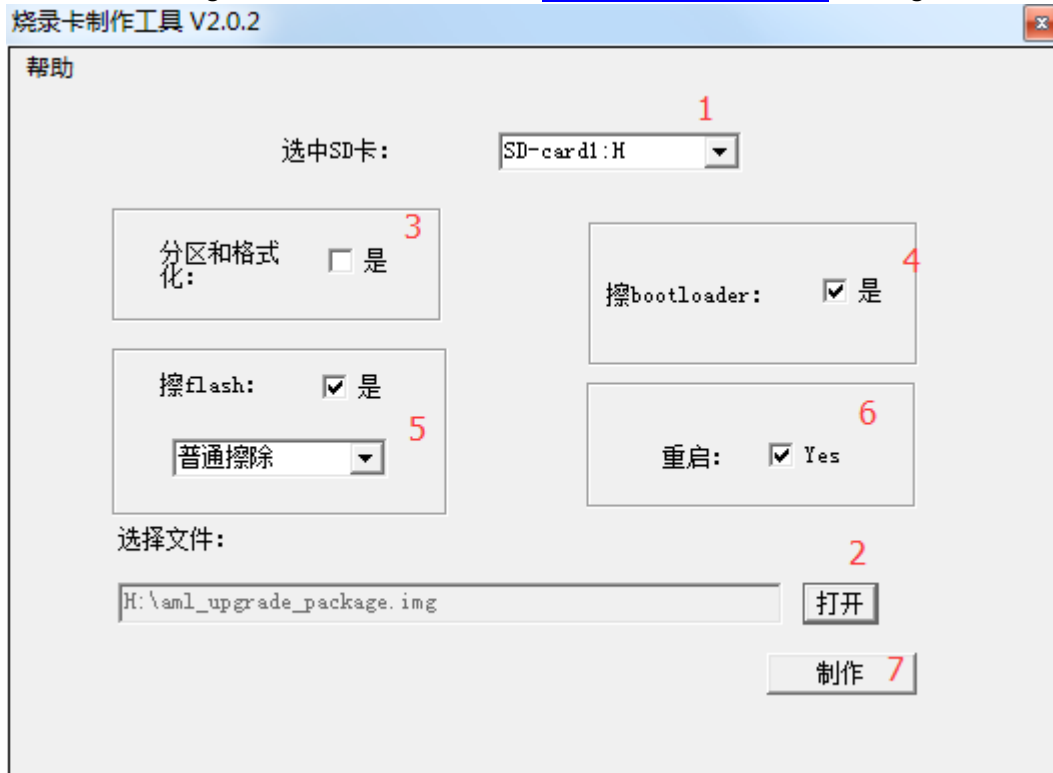 烧录卡制作工具 V2.0.2
帮助
1
选中SD卡: SD-card1:H
3
分区和格式
化: 是
4
擦bootloader: 是
擦flash: 是
5
普通擦除
6
重启: Yes
选择文件:
2
H:\aml_upgrade_package.img 打开
制作 7